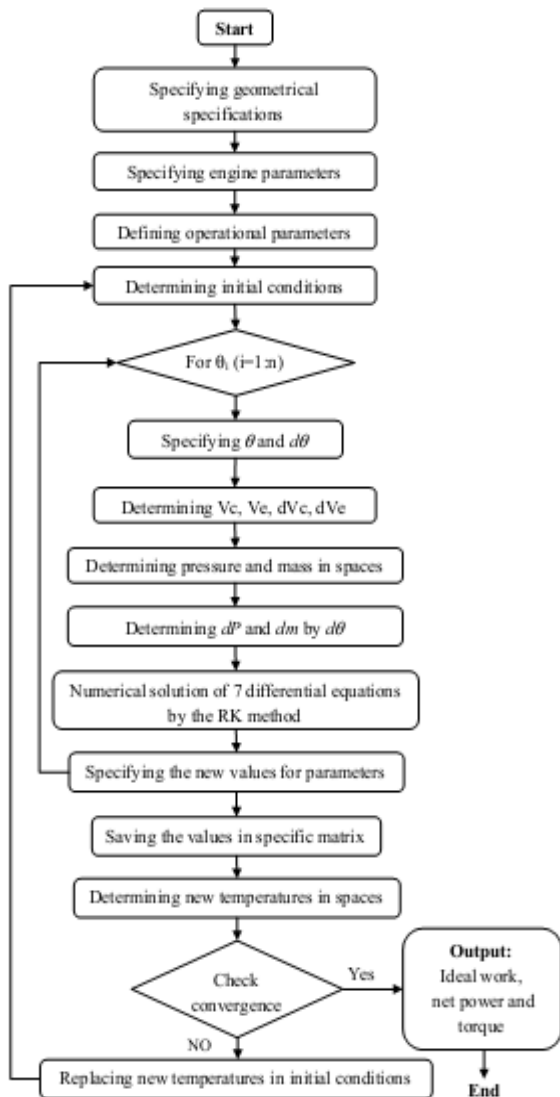 Start
Specifying geometrical
specifications
Specifying engine parameters
Defining operational parameters
Determining initial conditions
For θi (i=1:n)
Specifying θ and dθ
Determining Vc, Ve, dVc, dVe
Determining pressure and mass in spaces
Determining dP and dm by dθ
Numerical solution of 7 differential equations
by the RK method
Specifying the new values for parameters
Saving the values in specific matrix
Determining new temperatures in spaces
Check
convergence
Yes
Output:
Ideal work,
net power and
torque
NO
Replacing new temperatures in initial conditions
End